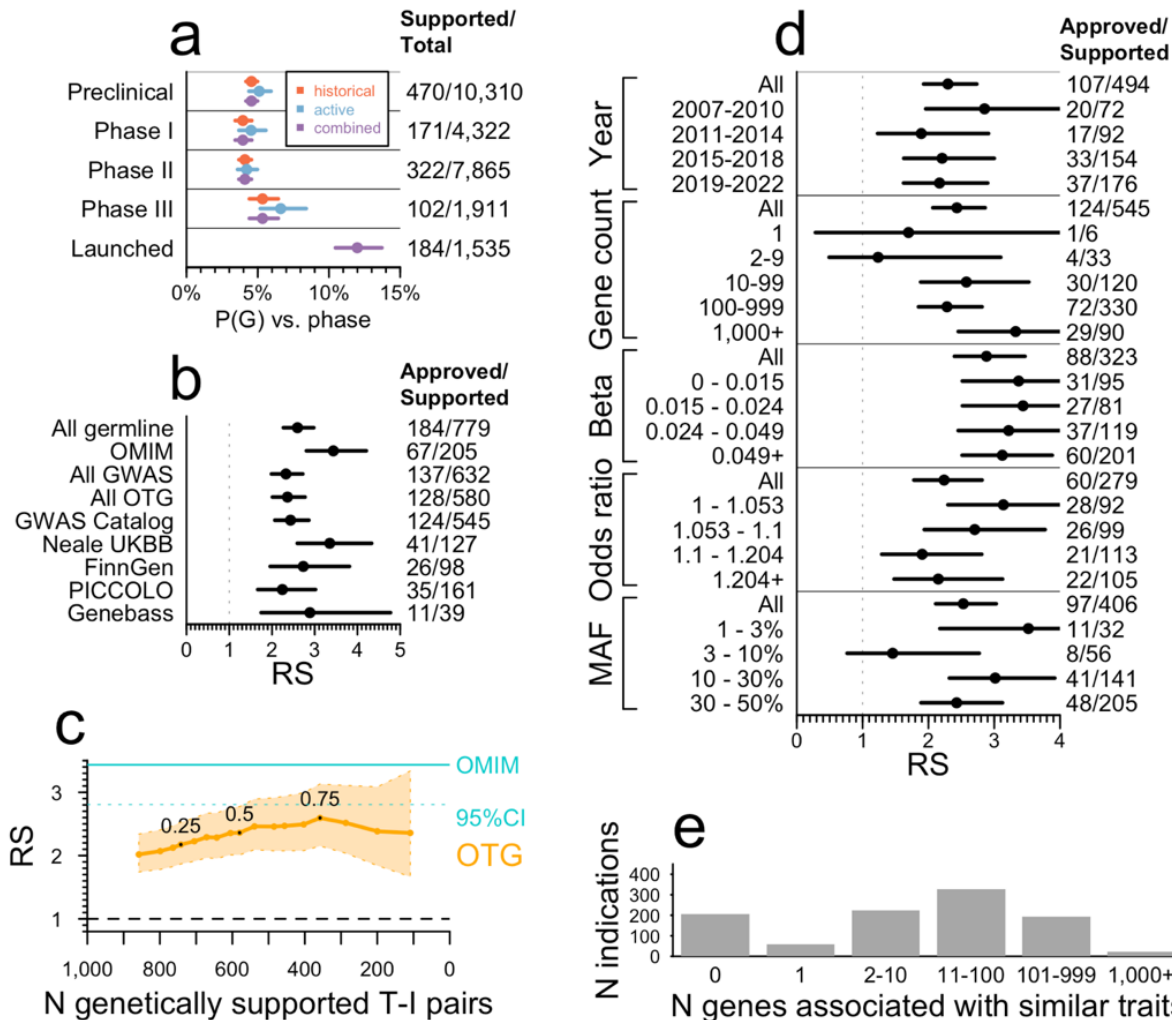 a
Supported/
Total
Preclinical 470/10,310
Phase I 171/4,322
Phase II 322/7,865
Phase III 102/1,911
Launched 184/1,535
historical
active
combined
0% 5% 10% 15%
P(G) vs. phase
b
Approved/
Supported
All germline 184/779
OMIM 67/205
All GWAS 137/632
All OTG 128/580
GWAS Catalog 124/545
Neale UKBB 41/127
FinnGen 26/98
PICCOLO 35/161
Genebass 11/39
0 1 2 3 4 5
RS
c
RS
3
2
1
OMIM
95%CI
OTG
0.25 0.5 0.75
1,000 800 600 400 200 0
N genetically supported T-I pairs
d
Approved/
Supported
Year
All 107/494
2007-2010 20/72
2011-2014 17/92
2015-2018 33/154
2019-2022 37/176
Gene count
All 124/545
1 1/6
2-9 4/33
10-99 30/120
100-999 72/330
1,000+ 29/90
Beta
All 88/323
0 - 0.015 31/95
0.015 - 0.024 27/81
0.024 - 0.049 37/119
0.049+ 60/201
Odds ratio
All 60/279
1 - 1.053 28/92
1.053 - 1.1 26/99
1.1 - 1.204 21/113
1.204+ 22/105
MAF
All 97/406
1 - 3% 11/32
3 - 10% 8/56
10 - 30% 41/141
30 - 50% 48/205
0 1 2 3 4
RS
e
N indications
400
300
200
100
0
0 1 2-10 11-100 101-999 1,000+
N genes associated with similar traits